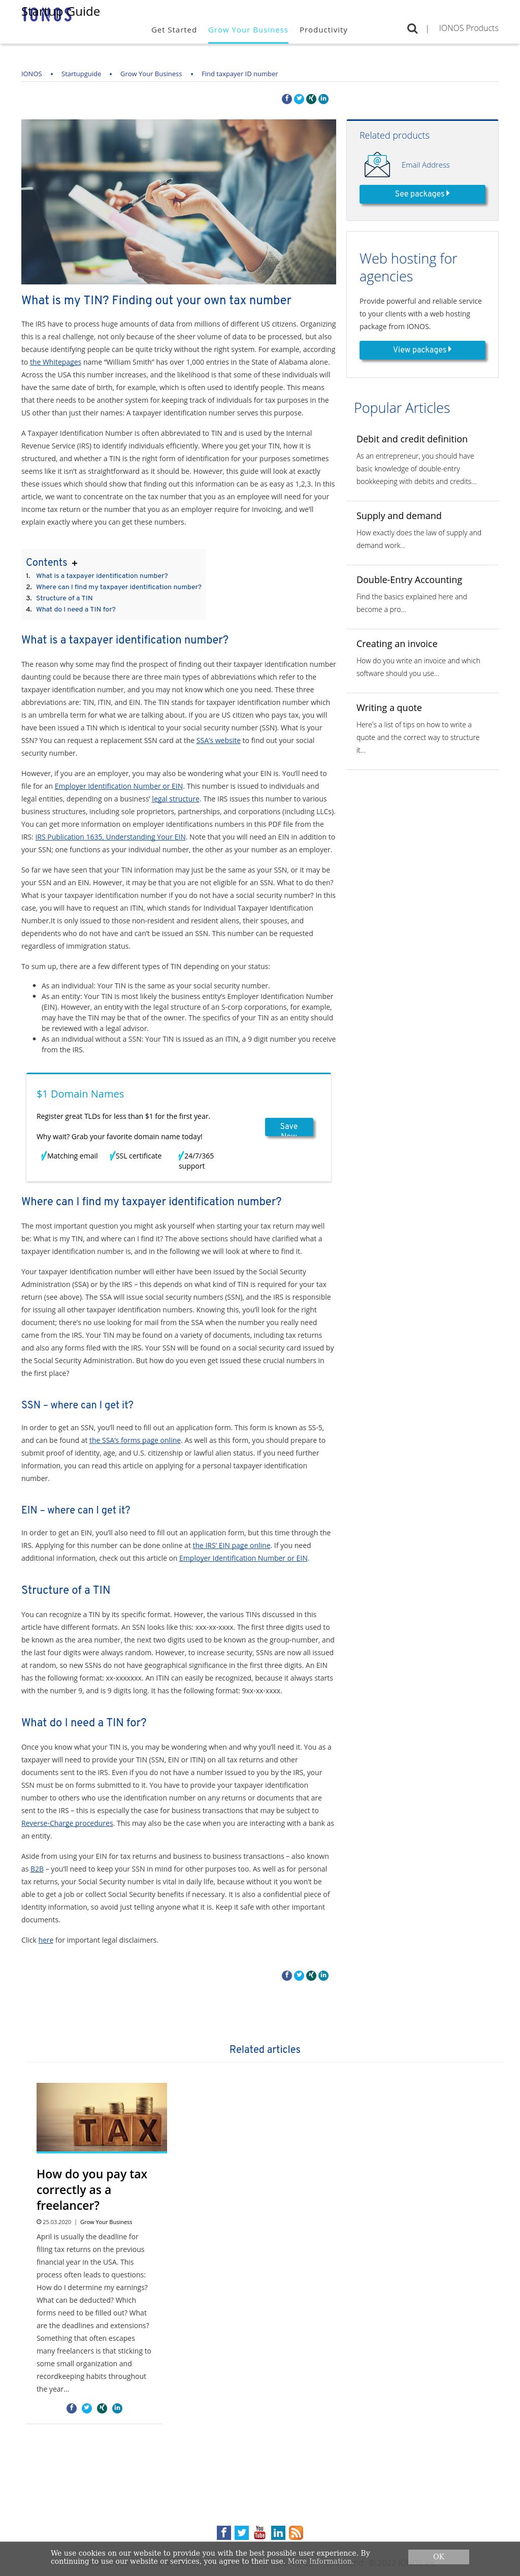 Startup Guide
IONOS
Get Started Grow Your Business Productivity
| IONOS Products
IONOS • Startupguide • Grow Your Business • Find taxpayer ID number
What is my TIN? Finding out your own tax number
The IRS have to process huge amounts of data from millions of different US citizens. Organizing
this is a real challenge, not only because of the sheer volume of data to be processed, but also
because identifying people can be quite tricky without the right system. For example, according
to the Whitepages name “William Smith” has over 1,000 entries in the State of Alabama alone.
Across the USA this number increases, and the likelihood is that some of these individuals will
have the same date of birth, for example, which is often used to identify people. This means
that there needs to be another system for keeping track of individuals for tax purposes in the
US other than just their names: A taxpayer identification number serves this purpose.
A Taxpayer Identification Number is often abbreviated to TIN and is used by the Internal
Revenue Service (IRS) to identify individuals efficiently. Where you get your TIN, how it is
structured, and whether a TIN is the right form of identification for your purposes sometimes
seems like it isn’t as straightforward as it should be. However, this guide will look at exactly
these issues which should show that finding out this information can be as easy as 1,2,3. In this
article, we want to concentrate on the tax number that you as an employee will need for your
income tax return or the number that you as an employer require for invoicing, and we’ll
explain exactly where you can get these numbers.
Contents +
1. What is a taxpayer identification number?
2. Where can I find my taxpayer identification number?
3. Structure of a TIN
4. What do I need a TIN for?
What is a taxpayer identification number?
The reason why some may find the prospect of finding out their taxpayer identification number
daunting could be because there are three main types of abbreviations which refer to the
taxpayer identification number, and you may not know which one you need. These three
abbreviations are: TIN, ITIN, and EIN. The TIN stands for taxpayer identification number which
is an umbrella term for what we are talking about. If you are US citizen who pays tax, you will
have been issued a TIN which is identical to your social security number (SSN). What is your
SSN? You can request a replacement SSN card at the SSA’s website to find out your social
security number.
However, if you are an employer, you may also be wondering what your EIN is. You’ll need to
file for an Employer Identification Number or EIN. This number is issued to individuals and
legal entities, depending on a business’ legal structure. The IRS issues this number to various
business structures, including sole proprietors, partnerships, and corporations (including LLCs).
You can get more information on employer identifications numbers in this PDF file from the
IRS: IRS Publication 1635, Understanding Your EIN. Note that you will need an EIN in addition to
your SSN; one functions as your individual number, the other as your number as an employer.
So far we have seen that your TIN information may just be the same as your SSN, or it may be
your SSN and an EIN. However, it may be that you are not eligible for an SSN. What to do then?
What is your taxpayer identification number if you do not have a social security number? In this
case, you will have to request an ITIN, which stands for Individual Taxpayer Identification
Number.It is only issued to those non-resident and resident aliens, their spouses, and
dependents who do not have and can’t be issued an SSN. This number can be requested
regardless of immigration status.
To sum up, there are a few different types of TIN depending on your status:
• As an individual: Your TIN is the same as your social security number.
• As an entity: Your TIN is most likely the business entity’s Employer Identification Number
(EIN). However, an entity with the legal structure of an S-corp corporations, for example,
may have the TIN may be that of the owner. The specifics of your TIN as an entity should
be reviewed with a legal advisor.
• As an individual without a SSN: Your TIN is issued as an ITIN, a 9 digit number you receive
from the IRS.
$1 Domain Names
Register great TLDs for less than $1 for the first year.
Why wait? Grab your favorite domain name today!
Matching email SSL certificate 24/7/365
support
Save
Now
Where can I find my taxpayer identification number?
The most important question you might ask yourself when starting your tax return may well
be: What is my TIN, and where can I find it? The above sections should have clarified what a
taxpayer identification number is, and in the following we will look at where to find it.
Your taxpayer identification number will either have been issued by the Social Security
Administration (SSA) or by the IRS – this depends on what kind of TIN is required for your tax
return (see above). The SSA will issue social security numbers (SSN), and the IRS is responsible
for issuing all other taxpayer identification numbers. Knowing this, you’ll look for the right
document; there’s no use looking for mail from the SSA when the number you really need
came from the IRS. Your TIN may be found on a variety of documents, including tax returns
and also any forms filed with the IRS. Your SSN will be found on a social security card issued by
the Social Security Administration. But how do you even get issued these crucial numbers in
the first place?
SSN – where can I get it?
In order to get an SSN, you’ll need to fill out an application form. This form is known as SS-5,
and can be found at the SSA’s forms page online. As well as this form, you should prepare to
submit proof of identity, age, and U.S. citizenship or lawful alien status. If you need further
information, you can read this article on applying for a personal taxpayer identification
number.
EIN – where can I get it?
In order to get an EIN, you’ll also need to fill out an application form, but this time through the
IRS. Applying for this number can be done online at the IRS’ EIN page online. If you need
additional information, check out this article on Employer Identification Number or EIN.
Structure of a TIN
You can recognize a TIN by its specific format. However, the various TINs discussed in this
article have different formats. An SSN looks like this: xxx-xx-xxxx. The first three digits used to
be known as the area number, the next two digits used to be known as the group-number, and
the last four digits were always random. However, to increase security, SSNs are now all issued
at random, so new SSNs do not have geographical significance in the first three digits. An EIN
has the following format: xx-xxxxxxx. An ITIN can easily be recognized, because it always starts
with the number 9, and is 9 digits long. It has the following format: 9xx-xx-xxxx.
What do I need a TIN for?
Once you know what your TIN is, you may be wondering when and why you’ll need it. You as a
taxpayer will need to provide your TIN (SSN, EIN or ITIN) on all tax returns and other
documents sent to the IRS. Even if you do not have a number issued to you by the IRS, your
SSN must be on forms submitted to it. You have to provide your taxpayer identification
number to others who use the identification number on any returns or documents that are
sent to the IRS – this is especially the case for business transactions that may be subject to
Reverse-Charge procedures. This may also be the case when you are interacting with a bank as
an entity.
Aside from using your EIN for tax returns and business to business transactions – also known
as B2B – you’ll need to keep your SSN in mind for other purposes too. As well as for personal
tax returns, your Social Security number is vital in daily life, because without it you won’t be
able to get a job or collect Social Security benefits if necessary. It is also a confidential piece of
identity information, so avoid just telling anyone what it is. Keep it safe with other important
documents.
Click here for important legal disclaimers.
Related products
Email Address
See packages
Web hosting for
agencies
Provide powerful and reliable service
to your clients with a web hosting
package from IONOS.
View packages
Popular Articles
Debit and credit definition
As an entrepreneur, you should have
basic knowledge of double-entry
bookkeeping with debits and credits...
Supply and demand
How exactly does the law of supply and
demand work...
Double-Entry Accounting
Find the basics explained here and
become a pro...
Creating an invoice
How do you write an invoice and which
software should you use...
Writing a quote
Here's a list of tips on how to write a
quote and the correct way to structure
it...
Related articles
TAX
How do you pay tax
correctly as a
freelancer?
25.03.2020 | Grow Your Business
April is usually the deadline for
filing tax returns on the previous
financial year in the USA. This
process often leads to questions:
How do I determine my earnings?
What can be deducted? Which
forms need to be filled out? What
are the deadlines and extensions?
Something that often escapes
many freelancers is that sticking to
some small organization and
recordkeeping habits throughout
the year...
We use cookies on our website to provide you with the best possible user experience. By
continuing to use our website or services, you agree to their use. More Information.
OK